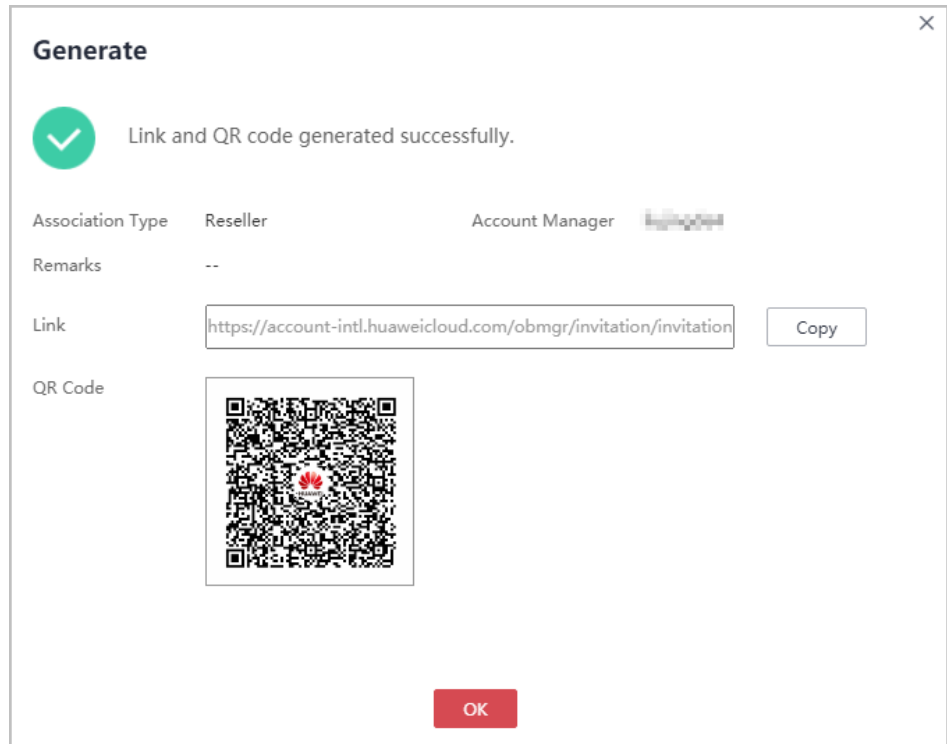 Generate
Link and QR code generated successfully.
Association Type Reseller Account Manager
Remarks --
Link https://account-intl.huaweicloud.com/obmgr/invitation/invitation Copy
QR Code
HUAWEI
OK